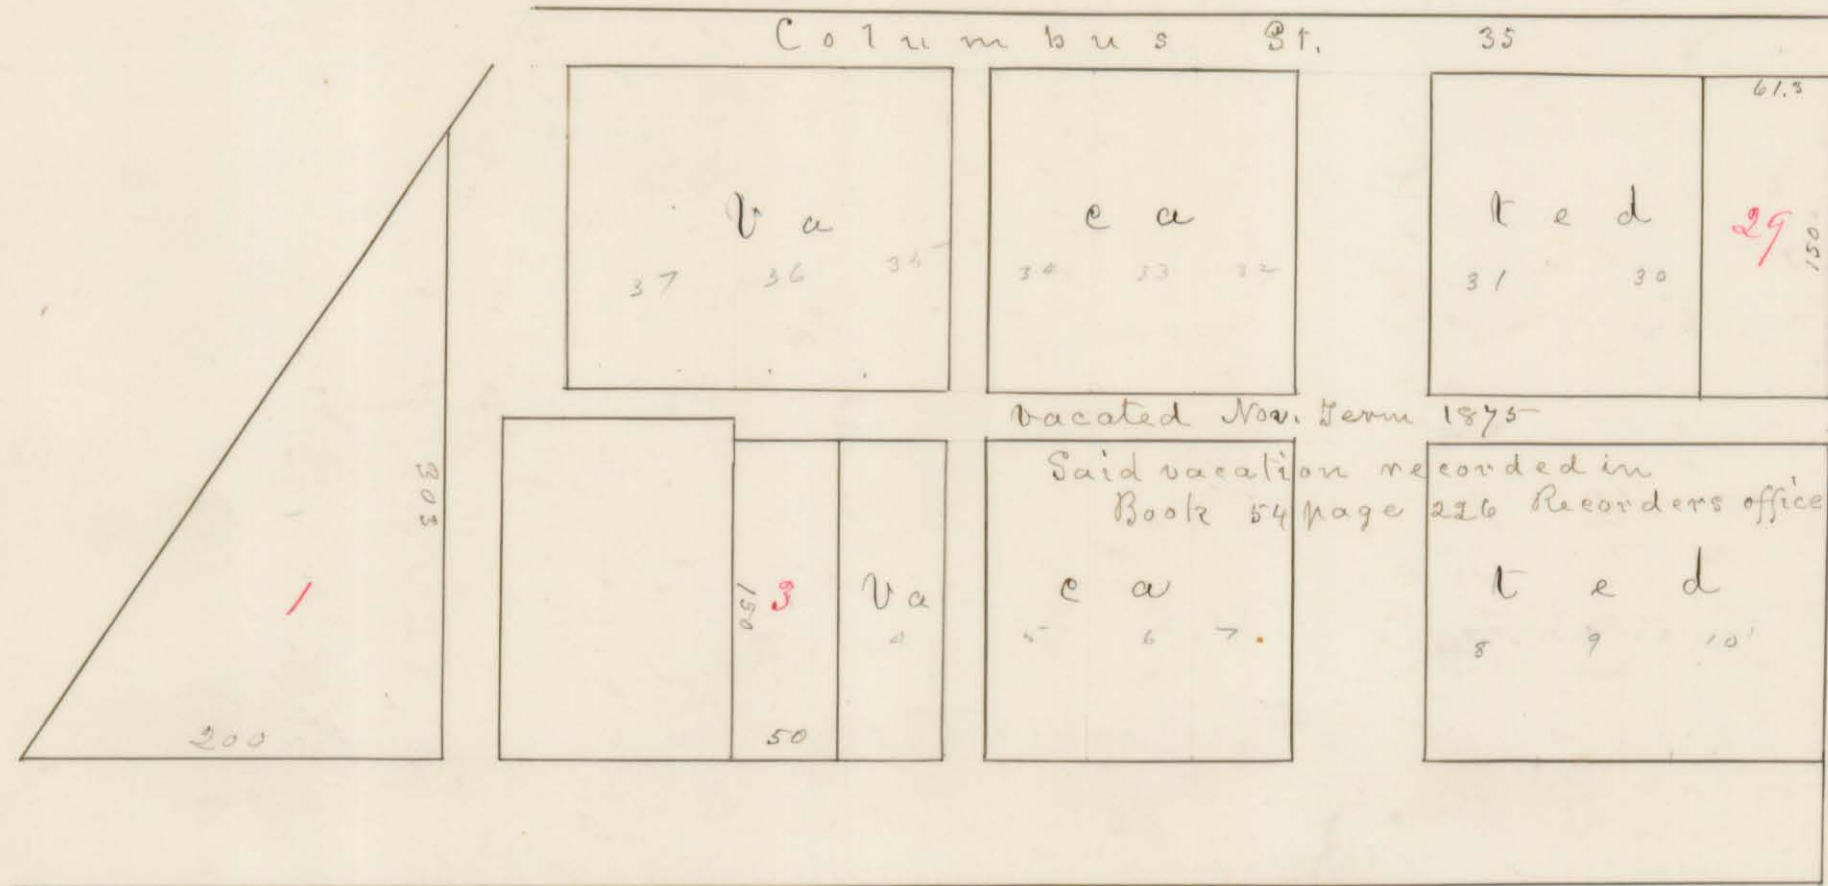 Columbus St. 35
61.3
Va ca ted 29 150
37 36 35 34 33 32 31 30
vacated Nov. Term 1875
Said vacation recorded in
Book 54 page 226 Recorders office
303
1 150 3 Va ca ted
4 5 6 7 8 9 10
200 50